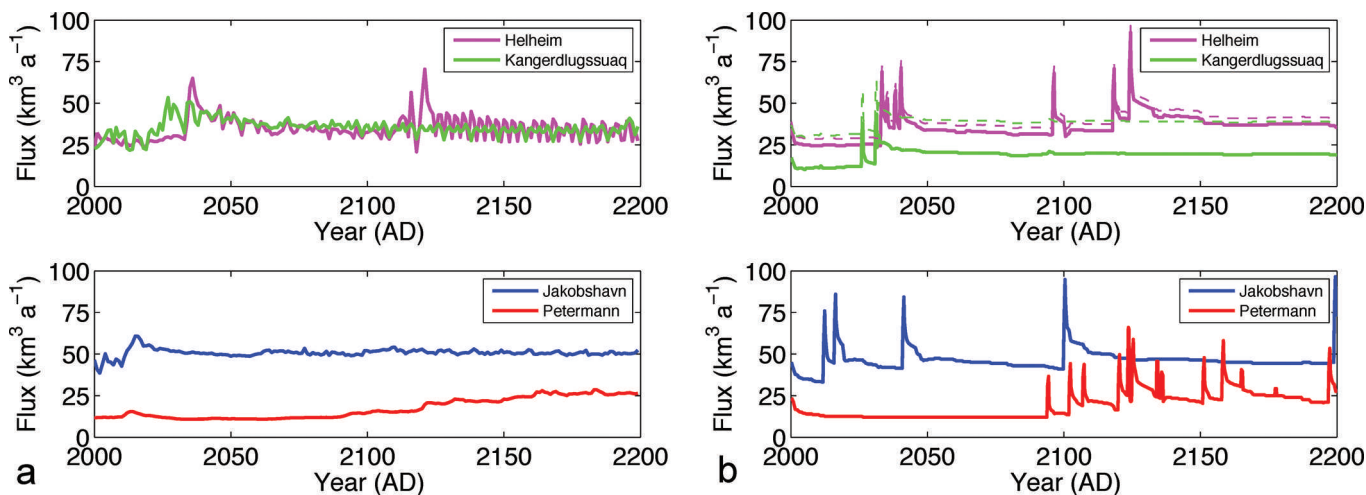 100
75
50
25
0
Flux (km³ a⁻¹)
Helheim
Kangerdlugssuaq
2000 2050 2100 2150 2200
Year (AD)
100
75
50
25
0
Flux (km³ a⁻¹)
Helheim
Kangerdlugssuaq
2000 2050 2100 2150 2200
Year (AD)
100
75
50
25
0
Flux (km³ a⁻¹)
Jakobshavn
Petermann
2000 2050 2100 2150 2200
Year (AD)
a
100
75
50
25
0
Flux (km³ a⁻¹)
Jakobshavn
Petermann
2000 2050 2100 2150 2200
Year (AD)
b